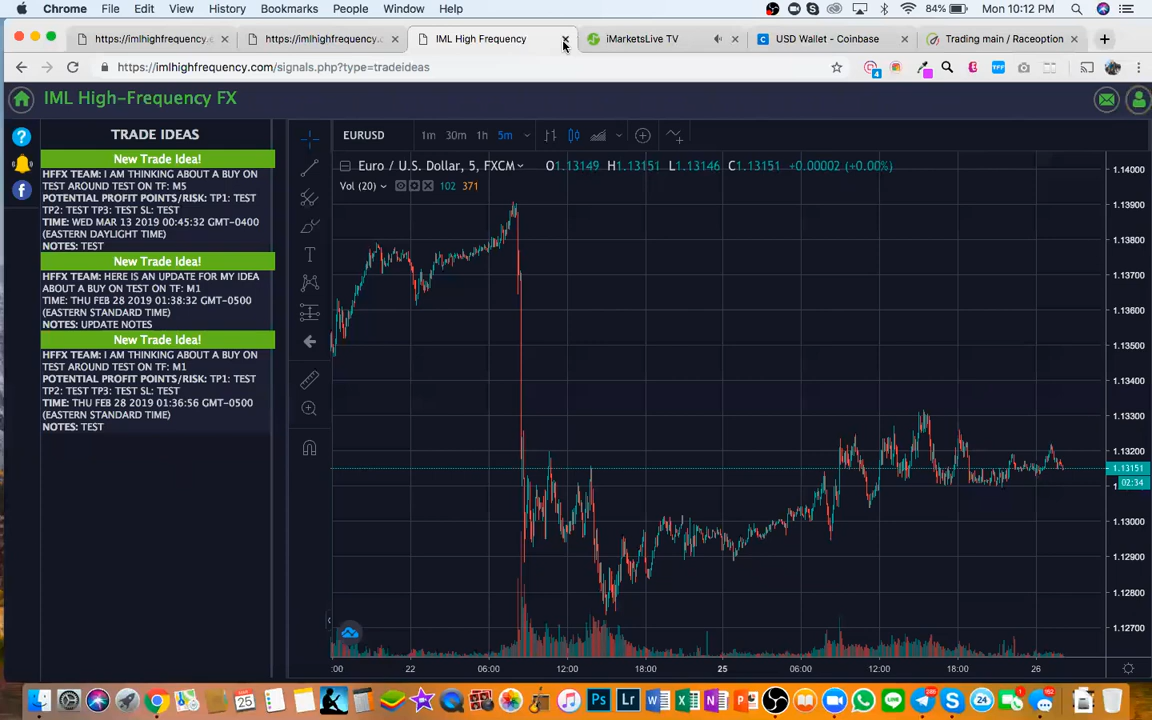 Chrome File Edit View History Bookmarks People Window Help 84% Mon 10:12 PM
https://imlhighfrequency.c https://imlhighfrequency.c IML High Frequency iMarketsLive TV USD Wallet - Coinbase Trading main / Raceoption
https://imlhighfrequency.com/signals.php?type=tradeideas
IML High-Frequency FX
TRADE IDEAS
New Trade Idea!
HFFX TEAM: I AM THINKING ABOUT A BUY ON
TEST AROUND TEST ON TF: M5
POTENTIAL PROFIT POINTS/RISK: TP1: TEST
TP2: TEST TP3: TEST SL: TEST
TIME: WED MAR 13 2019 00:45:32 GMT-0400
(EASTERN DAYLIGHT TIME)
NOTES: TEST
New Trade Idea!
HFFX TEAM: HERE IS AN UPDATE FOR MY IDEA
ABOUT A BUY ON TEST ON TF: M1
TIME: THU FEB 28 2019 01:38:32 GMT-0500
(EASTERN STANDARD TIME)
NOTES: UPDATE NOTES
New Trade Idea!
HFFX TEAM: I AM THINKING ABOUT A BUY ON
TEST AROUND TEST ON TF: M1
POTENTIAL PROFIT POINTS/RISK: TP1: TEST
TP2: TEST TP3: TEST SL: TEST
TIME: THU FEB 28 2019 01:36:56 GMT-0500
(EASTERN STANDARD TIME)
NOTES: TEST
EURUSD 1m 30m 1h 5m
Euro / U.S. Dollar, 5, FXCM O1.13149 H1.13151 L1.13146 C1.13151 +0.00002 (+0.00%)
Vol (20) 102 371
1.14000
1.13900
1.13800
1.13700
1.13600
1.13500
1.13400
1.13300
1.13200
1.13151
02:34
1.13000
1.12900
1.12800
1.12700
:00 22 06:00 12:00 18:00 25 06:00 12:00 18:00 26